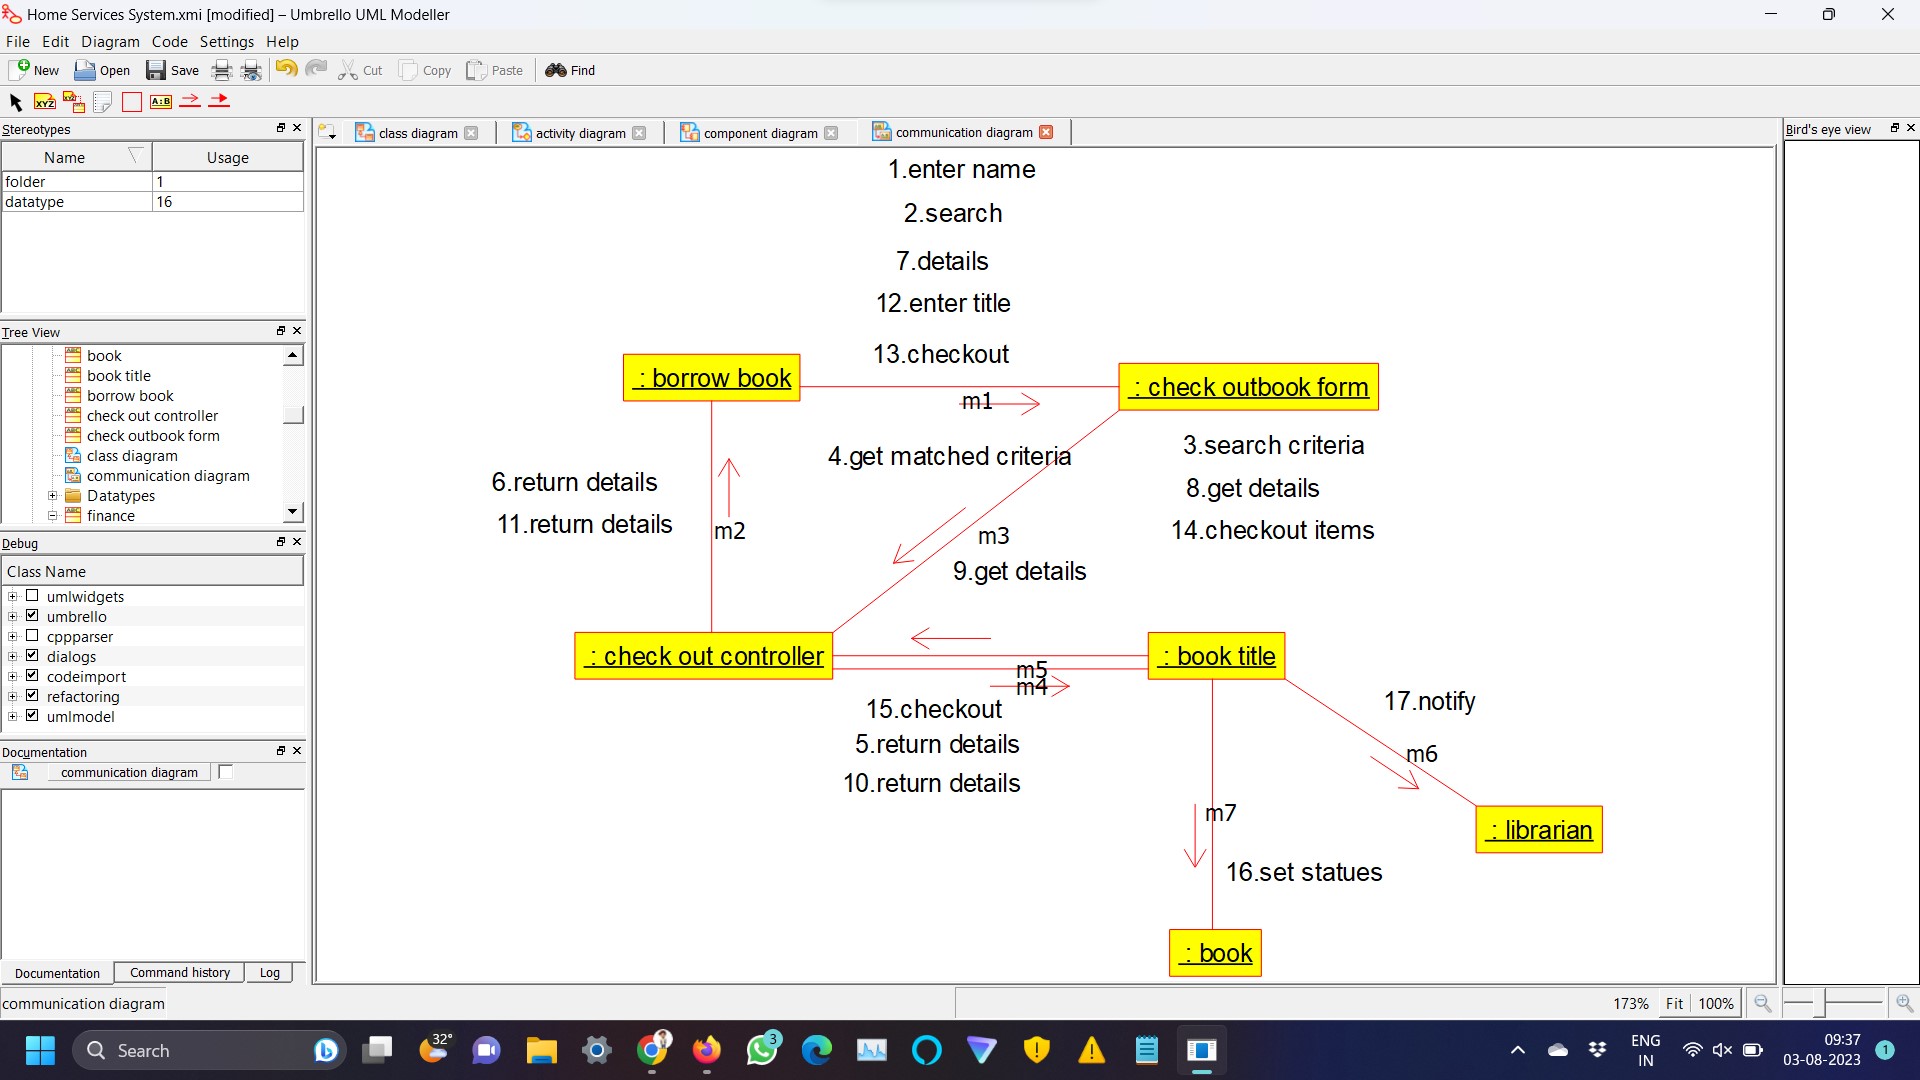 Home Services System.xmi [modified] – Umbrello UML Modeller
File Edit Diagram Code Settings Help
New Open Save Cut Copy Paste Find
XYZ XYZ A:B
Stereotypes
Name Usage
folder 1
datatype 16
Tree View
book
book title
borrow book
check out controller
check outbook form
class diagram
communication diagram
Datatypes
finance
Debug
Class Name
umlwidgets
umbrello
cppparser
dialogs
codeimport
refactoring
umlmodel
Documentation
communication diagram
Documentation Command history Log
class diagram activity diagram component diagram communication diagram
1.enter name
2.search
7.details
12.enter title
13.checkout
: borrow book
: check outbook form
m1
4.get matched criteria
3.search criteria
6.return details
8.get details
11.return details
m2
14.checkout items
m3
9.get details
: check out controller
: book title
m5
m4
15.checkout
17.notify
5.return details
m6
10.return details
m7
: librarian
16.set statues
: book
Bird's eye view
communication diagram
173% Fit 100%
Search
32°
3
ENG
IN
09:37
03-08-2023
1